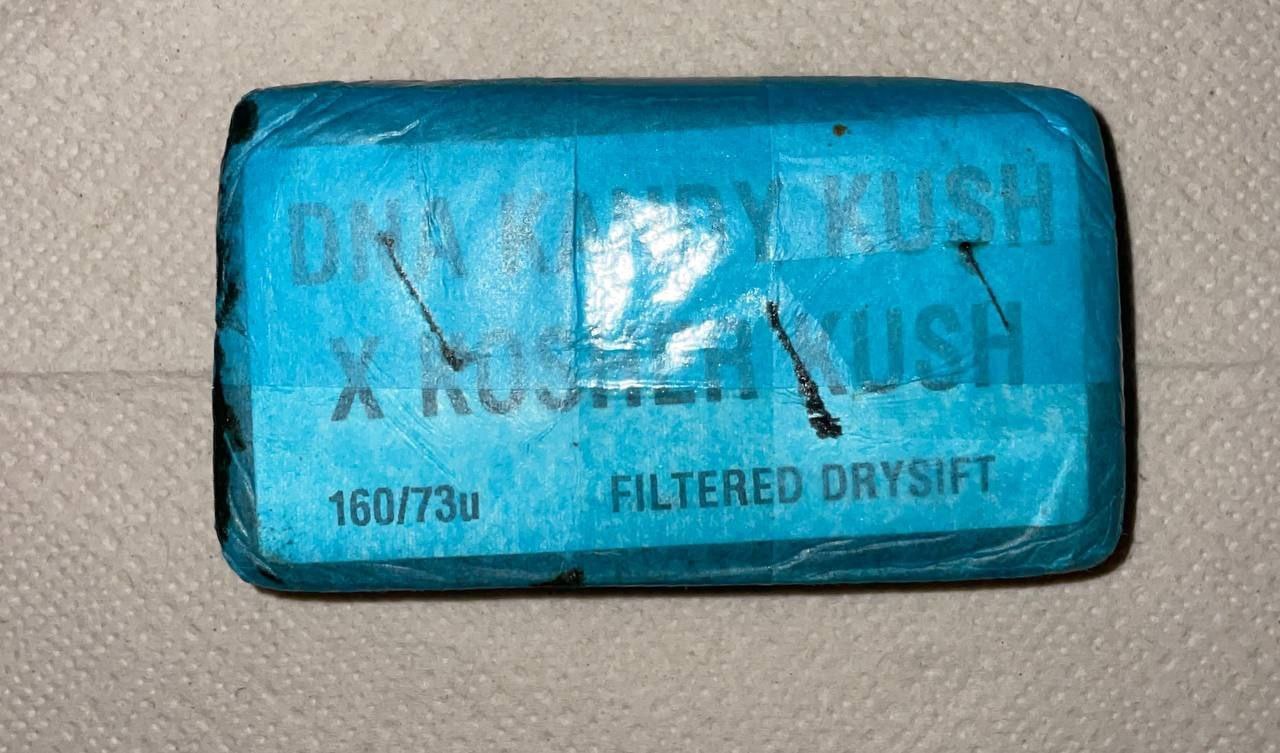 DNA KANDY KUSH
X KOSHER KUSH
160/73u FILTERED DRYSIFT